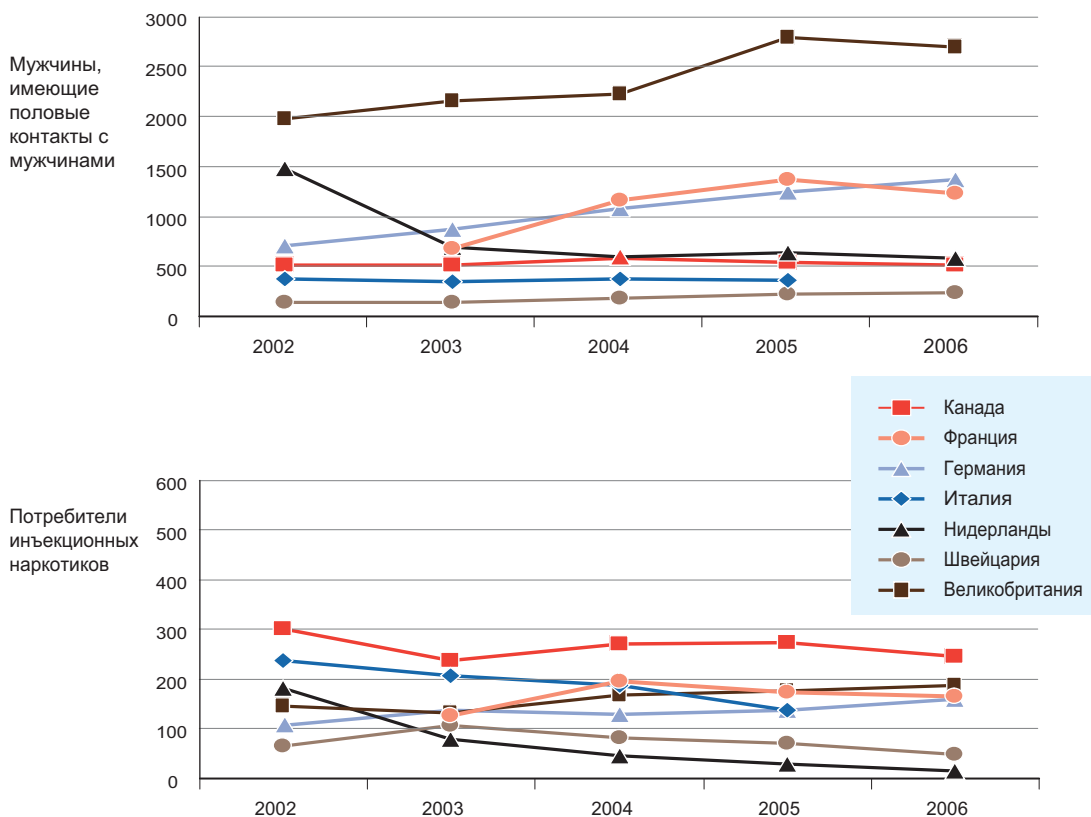 3000
2500
2000
1500
1000
500
0
Мужчины,
имеющие
половые
контакты с
мужчинами
2002 2003 2004 2005 2006
Канада
Франция
Германия
Италия
Нидерланды
Швейцария
Великобритания
600
500
400
300
200
100
0
Потребители
инъекционных
наркотиков
2002 2003 2004 2005 2006